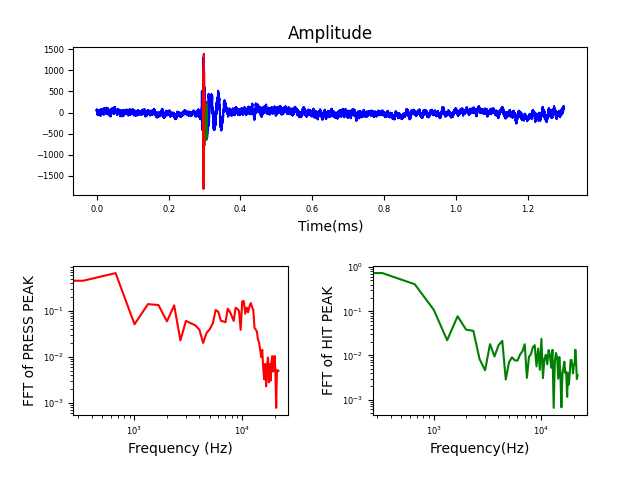 Amplitude
1500
1000
500
0
−500
−1000
−1500
0.0 0.2 0.4 0.6 0.8 1.0 1.2
Time(ms)
FFT of PRESS PEAK
10⁻¹
10⁻²
10⁻³
10³ 10⁴
Frequency (Hz)
FFT of HIT PEAK
10⁰
10⁻¹
10⁻²
10⁻³
10³ 10⁴
Frequency(Hz)